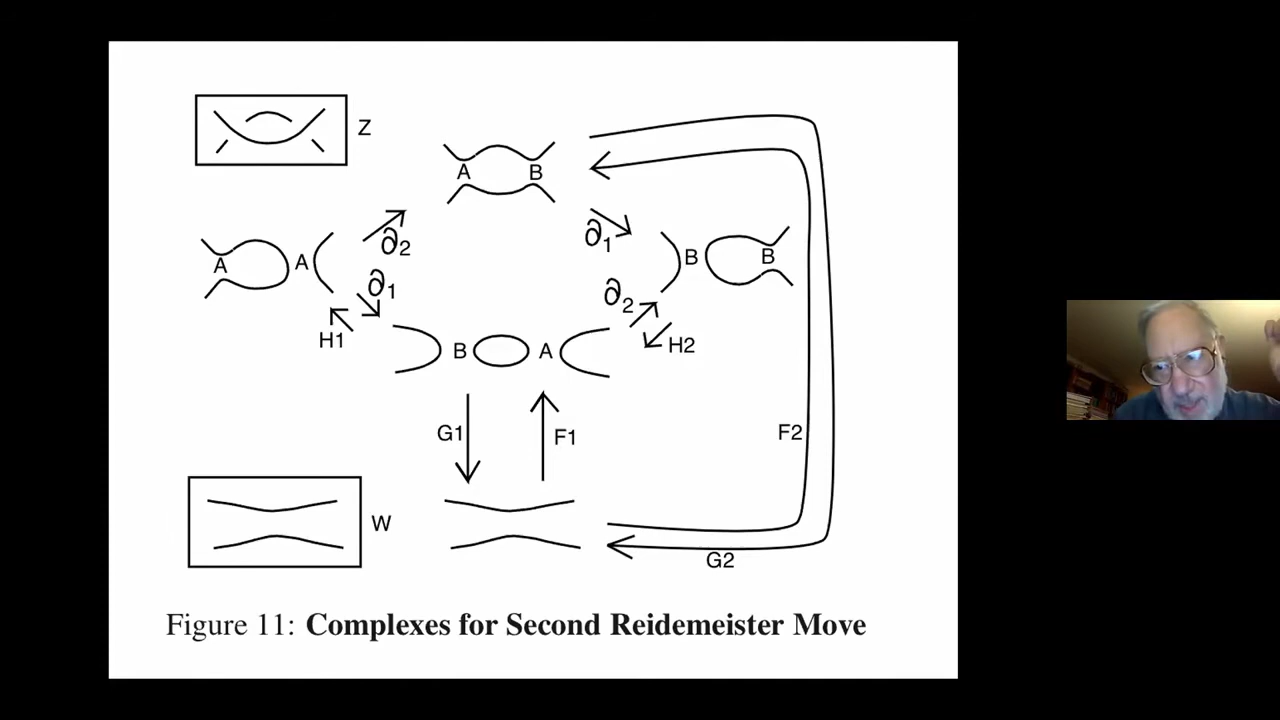 Z
A B
∂2
∂1
A A
B B
∂1
∂2
H1
H2
B A
G1
F1
F2
W
G2
Figure 11: Complexes for Second Reidemeister Move